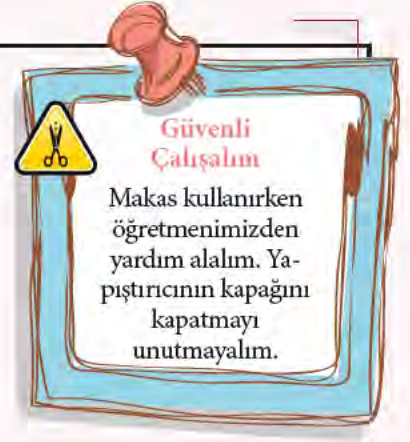 Güvenli
Çalışalım
Makas kullanırken
öğretmenimizden
yardım alalım. Ya-
pıştırıcının kapağını
kapatmayı
unutmayalım.